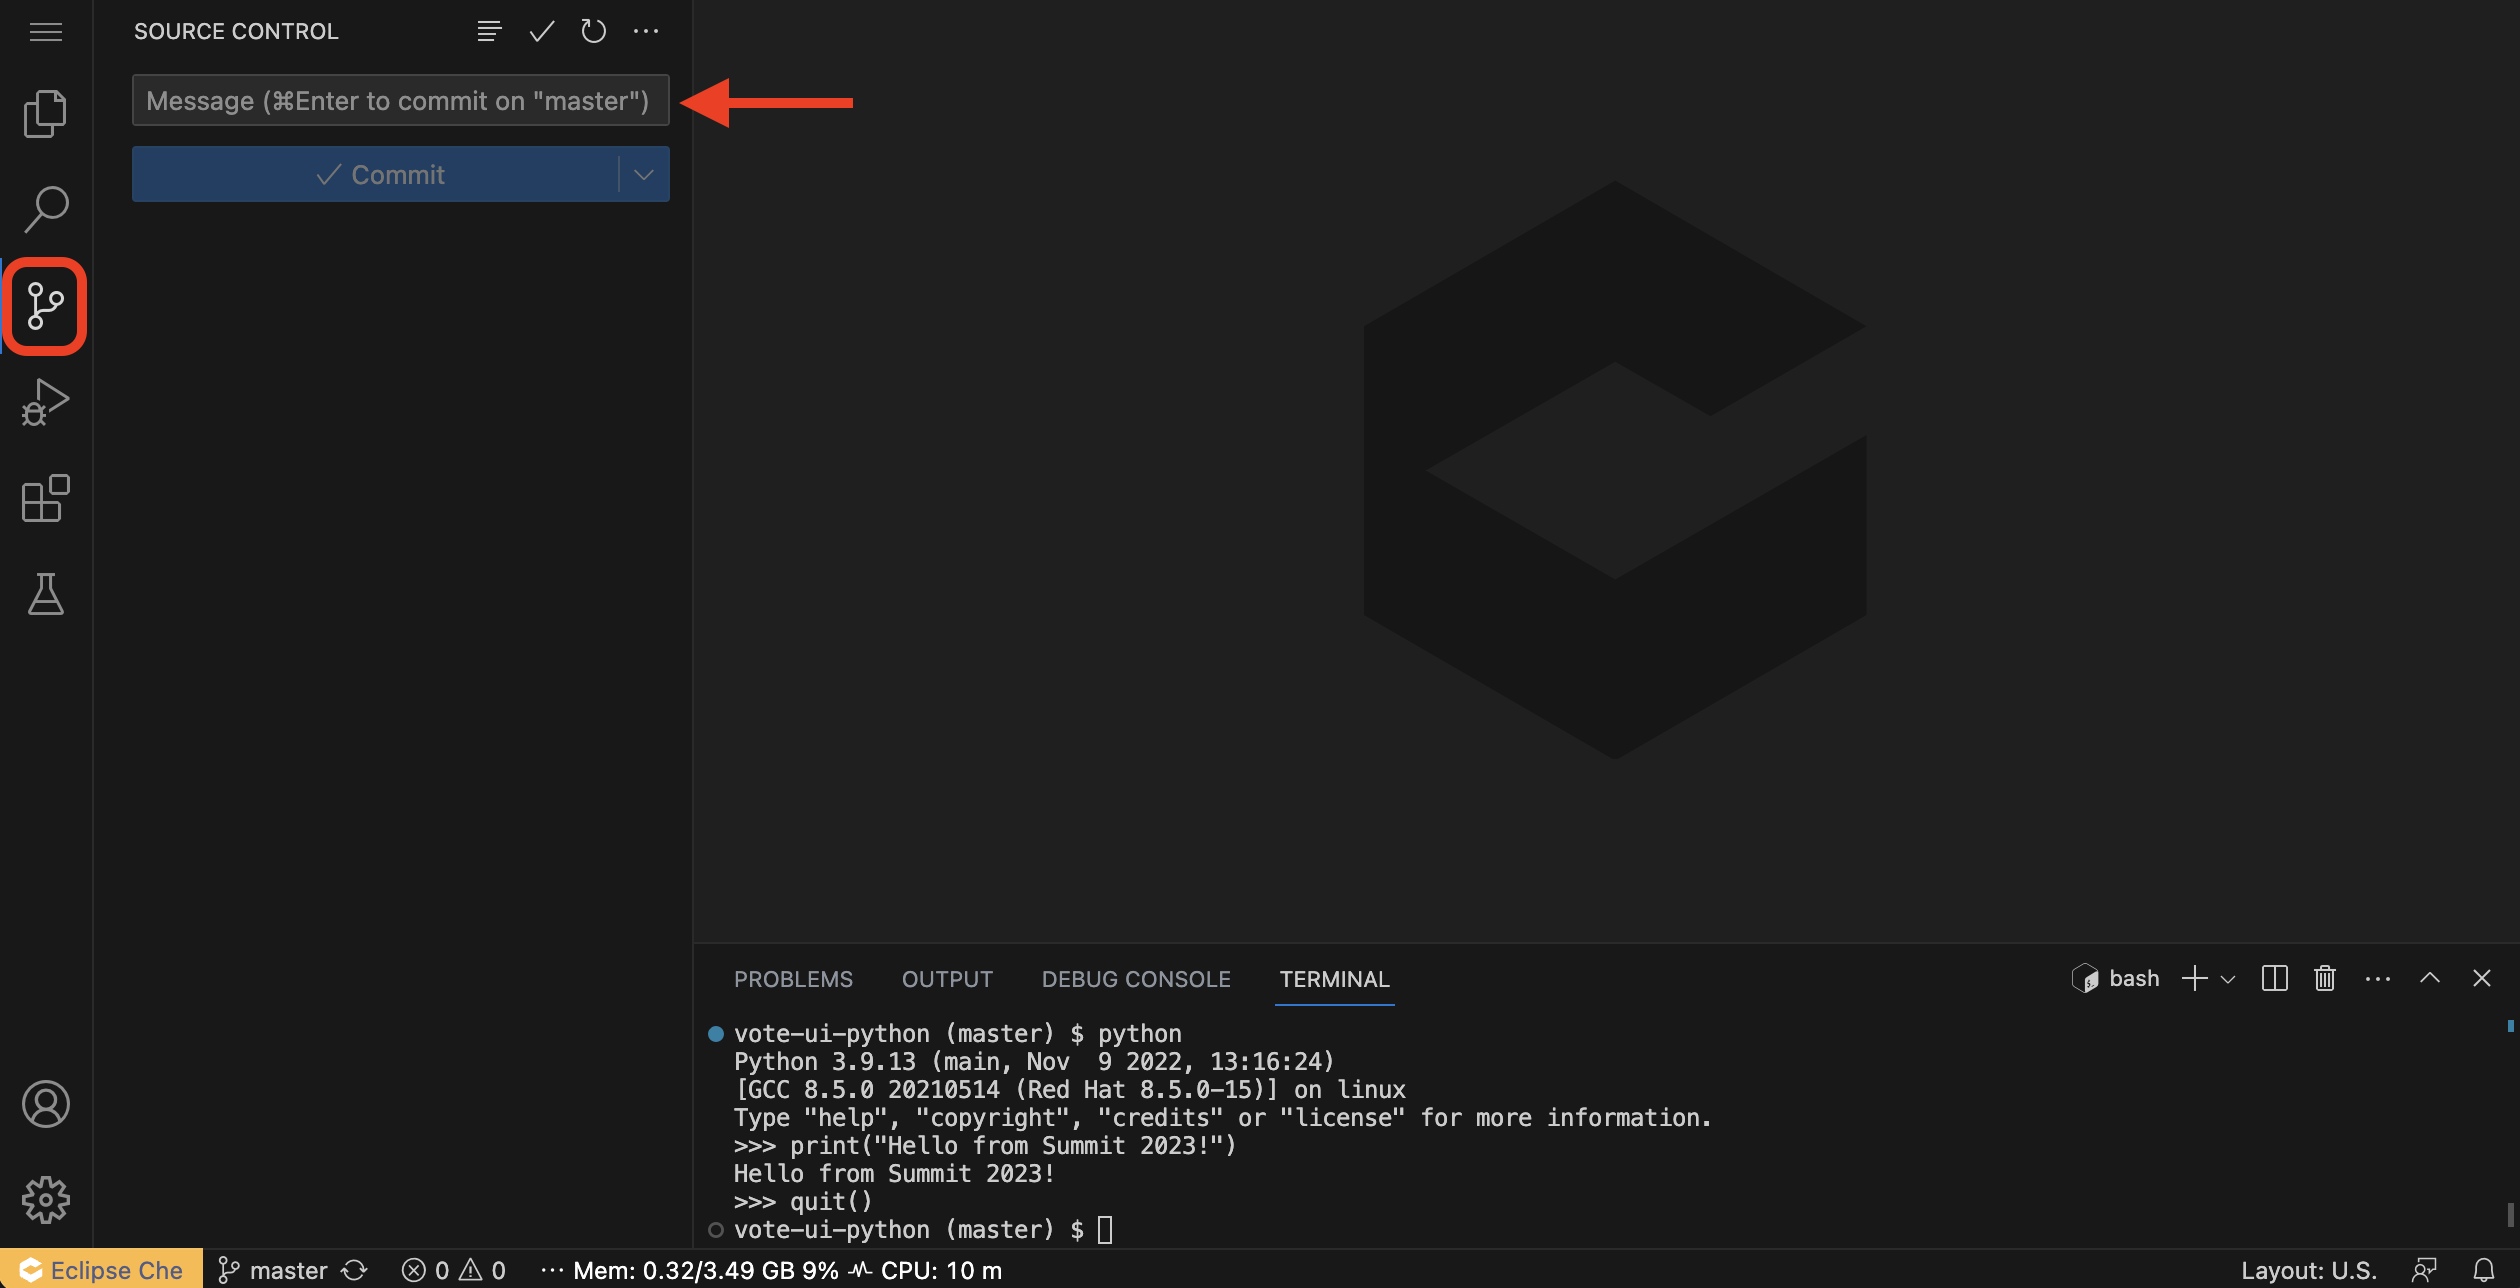 SOURCE CONTROL
Message (⌘Enter to commit on "master")
Commit
PROBLEMS OUTPUT DEBUG CONSOLE TERMINAL bash
vote-ui-python (master) $ python
Python 3.9.13 (main, Nov  9 2022, 13:16:24)
[GCC 8.5.0 20210514 (Red Hat 8.5.0-15)] on linux
Type "help", "copyright", "credits" or "license" for more information.
>>> print("Hello from Summit 2023!")
Hello from Summit 2023!
>>> quit()
vote-ui-python (master) $
Eclipse Che master 0 0 ··· Mem: 0.32/3.49 GB 9% CPU: 10 m Layout: U.S.